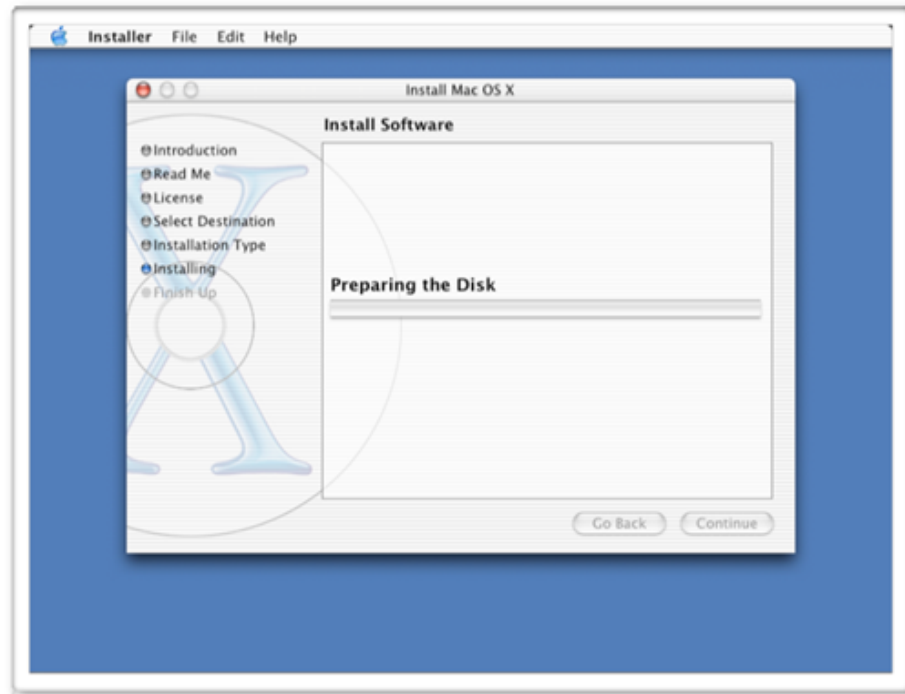 Installer File Edit Help
Install Mac OS X
Install Software
Introduction
Read Me
License
Select Destination
Installation Type
Installing
Finish Up
Preparing the Disk
Go Back Continue